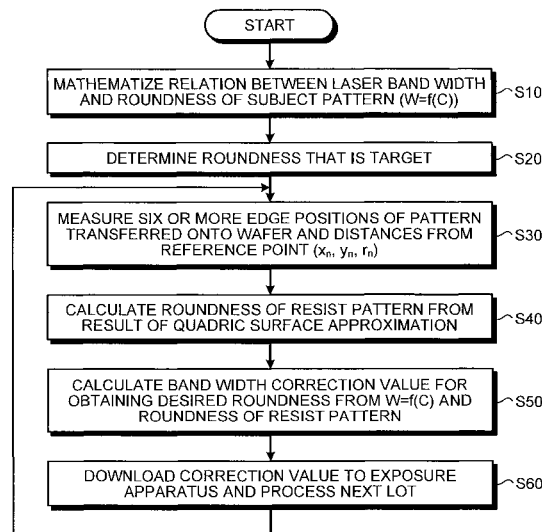 START
MATHEMATIZE RELATION BETWEEN LASER BAND WIDTH
AND ROUNDNESS OF SUBJECT PATTERN (W=f(C))
S10
DETERMINE ROUNDNESS THAT IS TARGET
S20
MEASURE SIX OR MORE EDGE POSITIONS OF PATTERN
TRANSFERRED ONTO WAFER AND DISTANCES FROM
REFERENCE POINT (xn, yn, rn)
S30
CALCULATE ROUNDNESS OF RESIST PATTERN FROM
RESULT OF QUADRIC SURFACE APPROXIMATION
S40
CALCULATE BAND WIDTH CORRECTION VALUE FOR
OBTAINING DESIRED ROUNDNESS FROM W=f(C) AND
ROUNDNESS OF RESIST PATTERN
S50
DOWNLOAD CORRECTION VALUE TO EXPOSURE
APPARATUS AND PROCESS NEXT LOT
S60